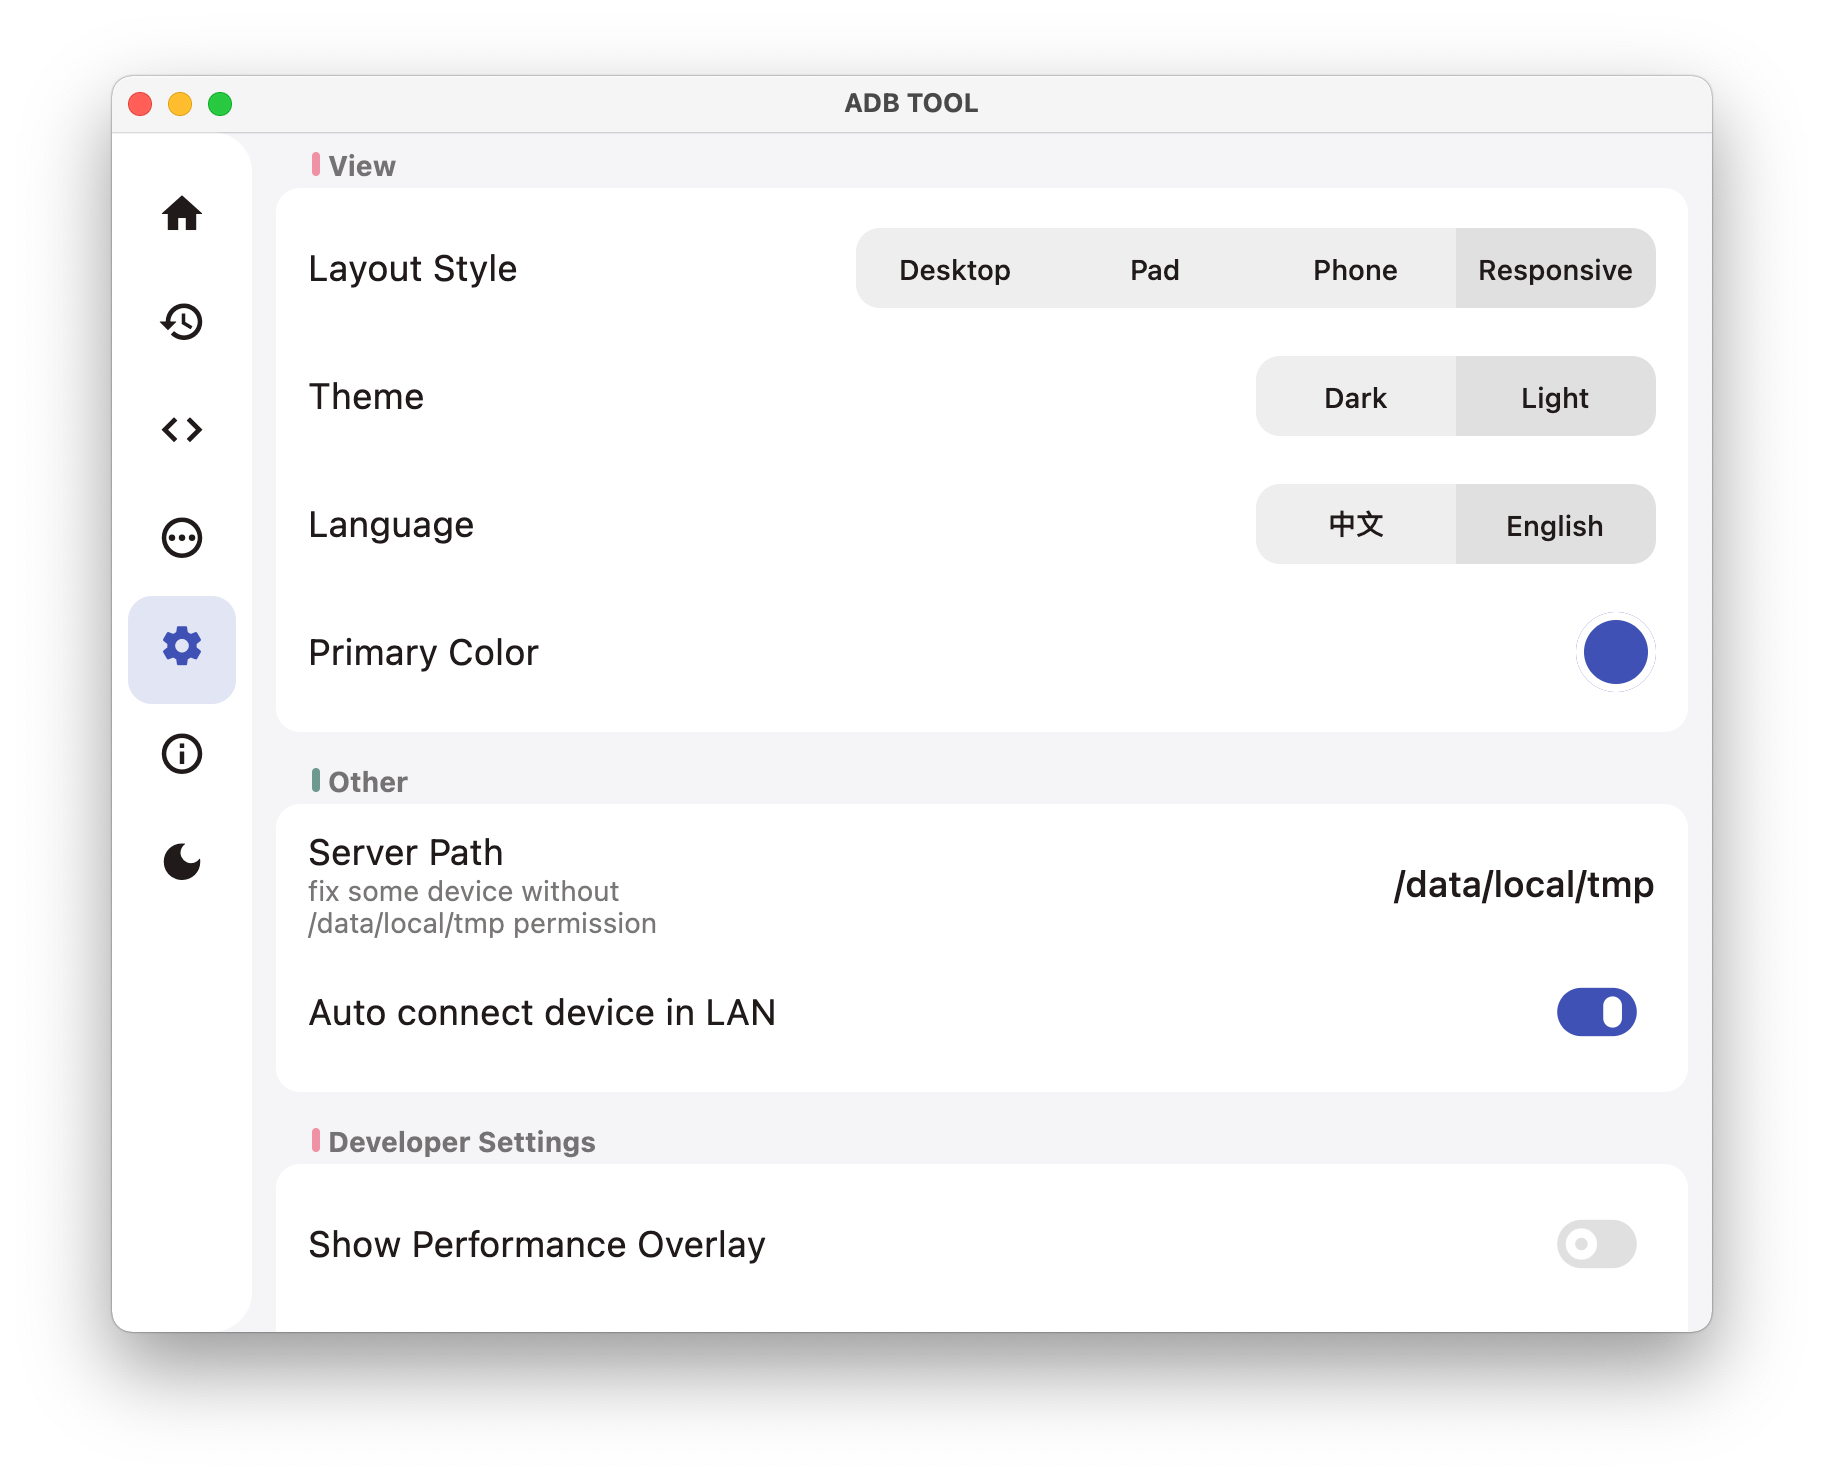 ADB TOOL
View
Layout Style
Desktop Pad Phone Responsive
Theme
Dark Light
Language
中文 English
Primary Color
Other
Server Path
fix some device without
/data/local/tmp permission
/data/local/tmp
Auto connect device in LAN
Developer Settings
Show Performance Overlay